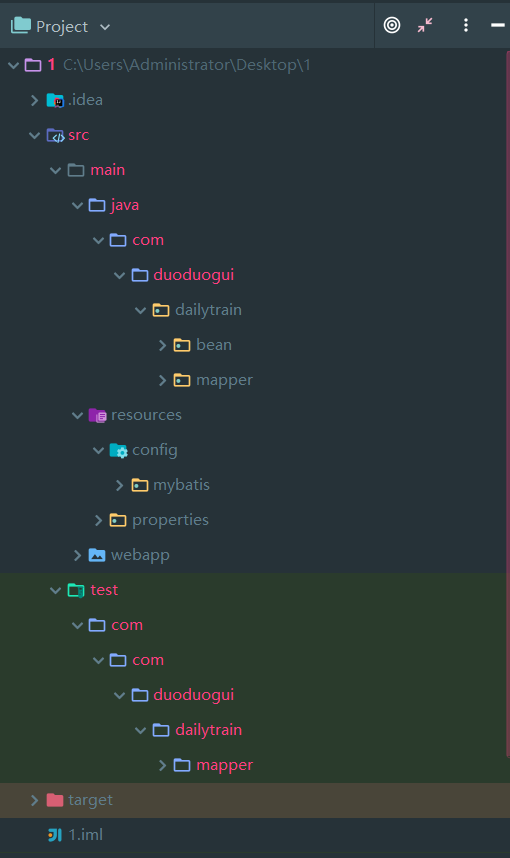 Project
1 C:\Users\Administrator\Desktop\1
.idea
src
main
java
com
duoduogui
dailytrain
bean
mapper
resources
config
mybatis
properties
webapp
test
com
com
duoduogui
dailytrain
mapper
target
1.iml